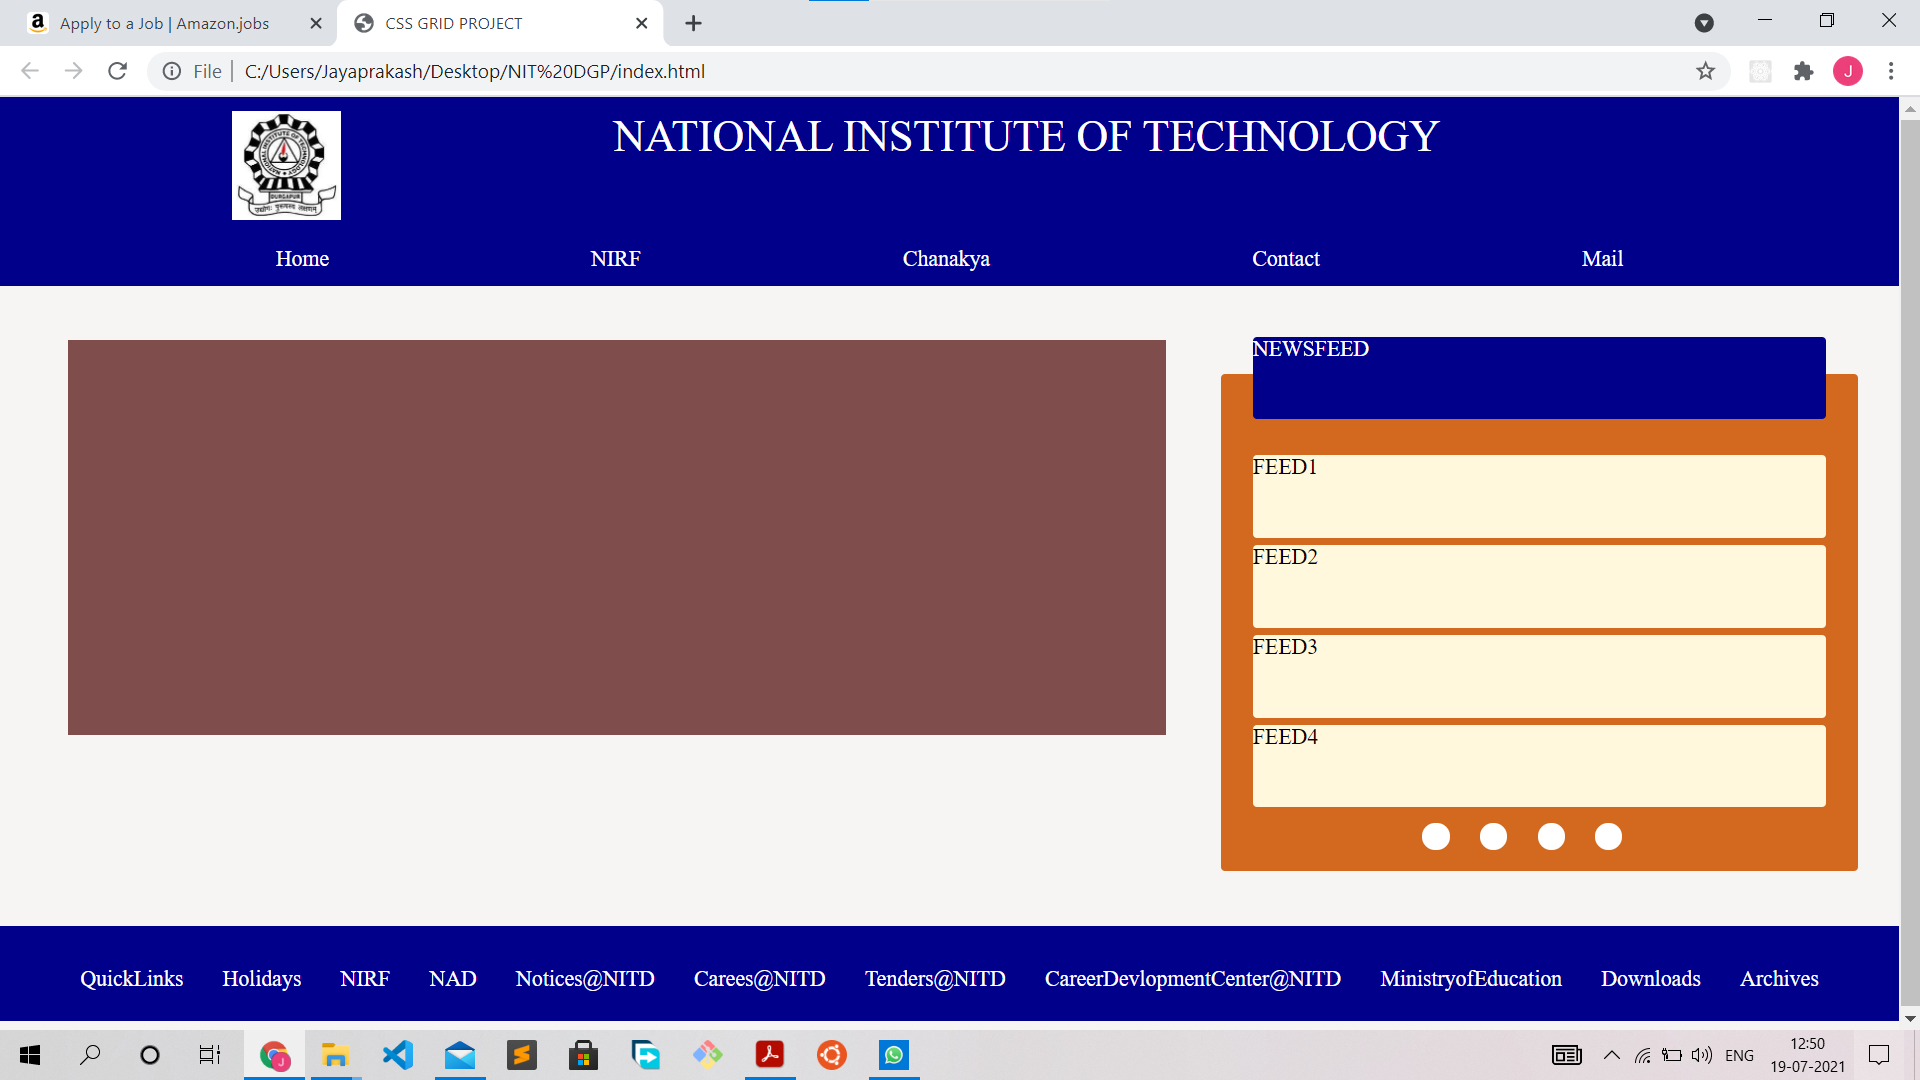 Apply to a Job | Amazon.jobs
CSS GRID PROJECT
File | C:/Users/Jayaprakash/Desktop/NIT%20DGP/index.html
J
NATIONAL INSTITUTE OF TECHNOLOGY
DURGAPUR
Home NIRF Chanakya Contact Mail
NEWSFEED
FEED1
FEED2
FEED3
FEED4
QuickLinks Holidays NIRF NAD Notices@NITD Carees@NITD Tenders@NITD CareerDevlopmentCenter@NITD MinistryofEducation Downloads Archives
ENG
12:50
19-07-2021